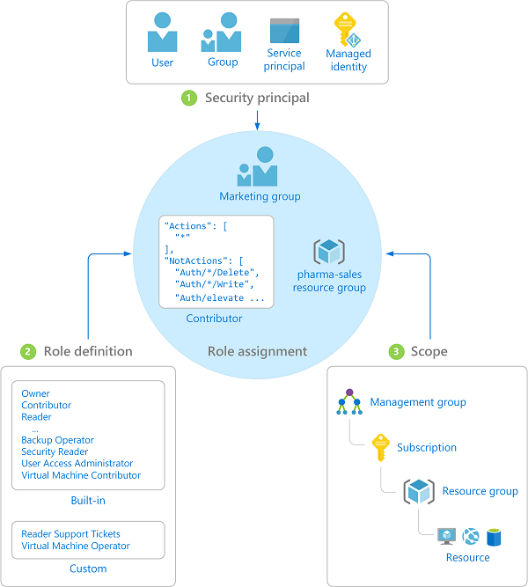 User
Group
Service
principal
Managed
identity
1 Security principal
Marketing group
"Actions": [
"*"
],
"NotActions": [
"Auth/*/Delete",
"Auth/*/Write",
"Auth/elevate ...
Contributor
pharma-sales
resource group
Role assignment
2 Role definition
Owner
Contributor
Reader
...
Backup Operator
Security Reader
User Access Administrator
Virtual Machine Contributor
Built-in
Reader Support Tickets
Virtual Machine Operator
Custom
3 Scope
Management group
Subscription
Resource group
Resource